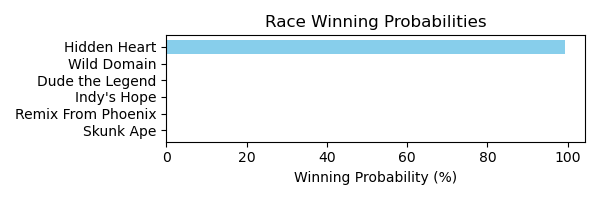 Race Winning Probabilities
Hidden Heart
Wild Domain
Dude the Legend
Indy's Hope
Remix From Phoenix
Skunk Ape
0 20 40 60 80 100
Winning Probability (%)